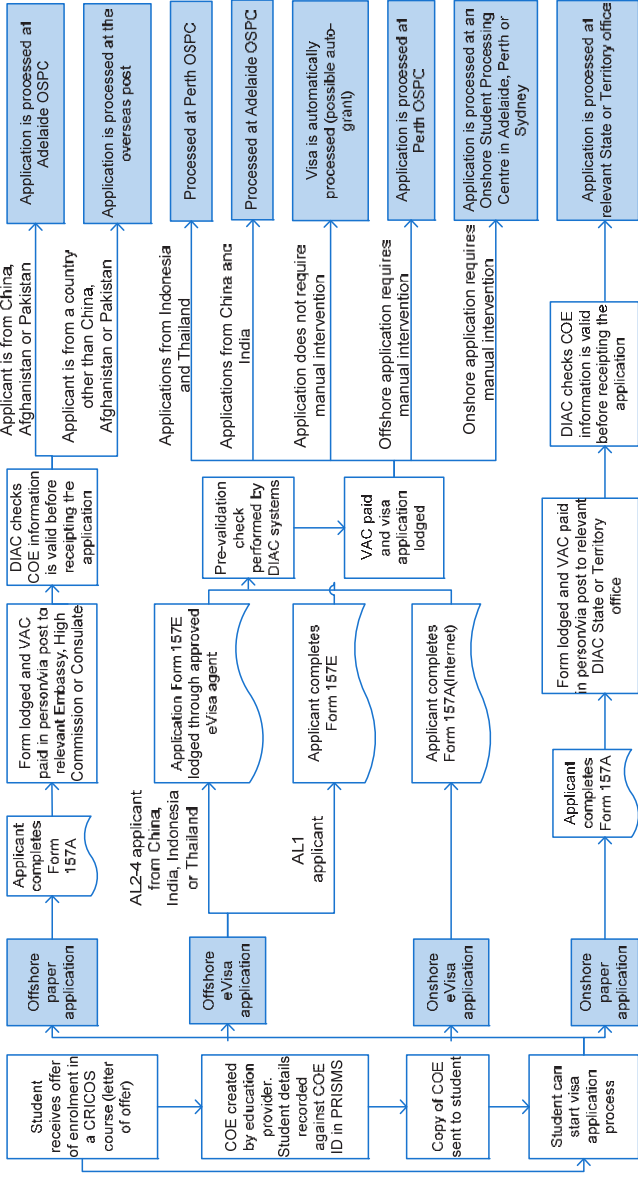 Student
receives offer
of enrolment in
a CRICOS
course (letter
of offer)
COE created
by education
provider.
Student details
recorded
against COE
ID in PRISMS
Copy of COE
sent to student
Student can
start visa
application
process
Offshore
paper
application
Applicant
completes
Form
157A
Form lodged and VAC
paid in person/via post to
relevant Embassy, High
Commission or Consulate
DIAC checks
COE information
is valid before
receipting the
application
Applicant is from China,
Afghanistan or Pakistan
Application is processed at
Adelaide OSPC
Applicant is from a country
other than China,
Afghanistan or Pakistan
Application is processed at the
overseas post
Offshore
eVisa
application
AL2-4 applicant
from China,
India, Indonesia
or Thailand
Application Form 157E
lodged through approved
eVisa agent
AL1
applicant
Applicant completes
Form 157E
Onshore
eVisa
application
Applicant completes
Form 157A(Internet)
Pre-validation
check
performed by
DIAC systems
VAC paid
and visa
application
lodged
Applications from Indonesia
and Thailand
Processed at Perth OSPC
Applications from China and
India
Processed at Adelaide OSPC
Application does not require
manual intervention
Visa is automatically
processed (possible auto-
grant)
Offshore application requires
manual intervention
Application is processed at
Perth OSPC
Onshore application requires
manual intervention
Application is processed at an
Onshore Student Processing
Centre in Adelaide, Perth or
Sydney
Onshore
paper
application
Applicant
completes
Form 157A
Form lodged and VAC paid
in person/via post to relevant
DIAC State or Territory
office
DIAC checks COE
information is valid
before receipting the
application
Application is processed at
relevant State or Territory office